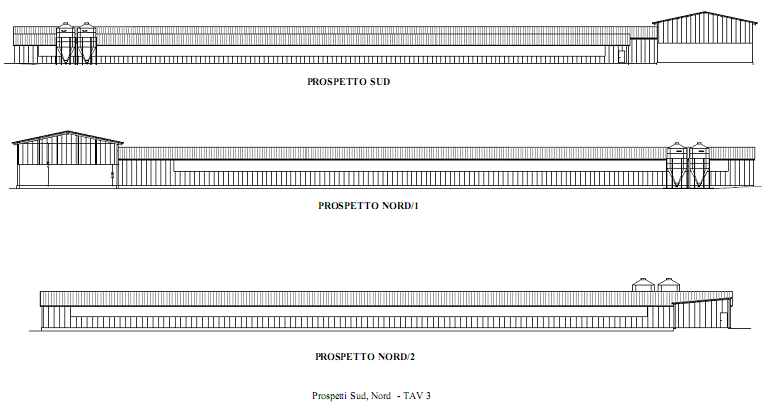 PROSPETTO SUD
PROSPETTO NORD/1
PROSPETTO NORD/2
Prospetti Sud, Nord - TAV 3